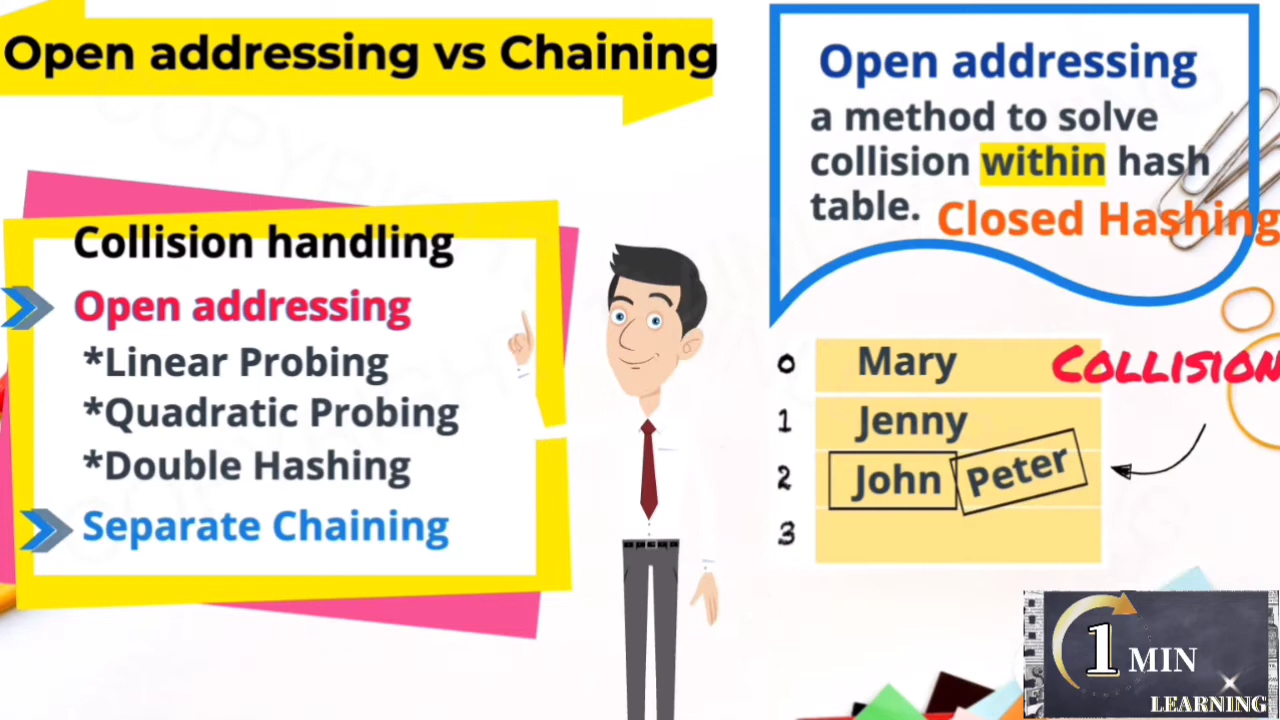 Open addressing vs Chaining
Collision handling
Open addressing
*Linear Probing
*Quadratic Probing
*Double Hashing
Separate Chaining
Open addressing
a method to solve
collision within hash
table.
Closed Hashing
0 Mary
COLLISION
1 Jenny
2 John Peter
3
1 MIN
LEARNING